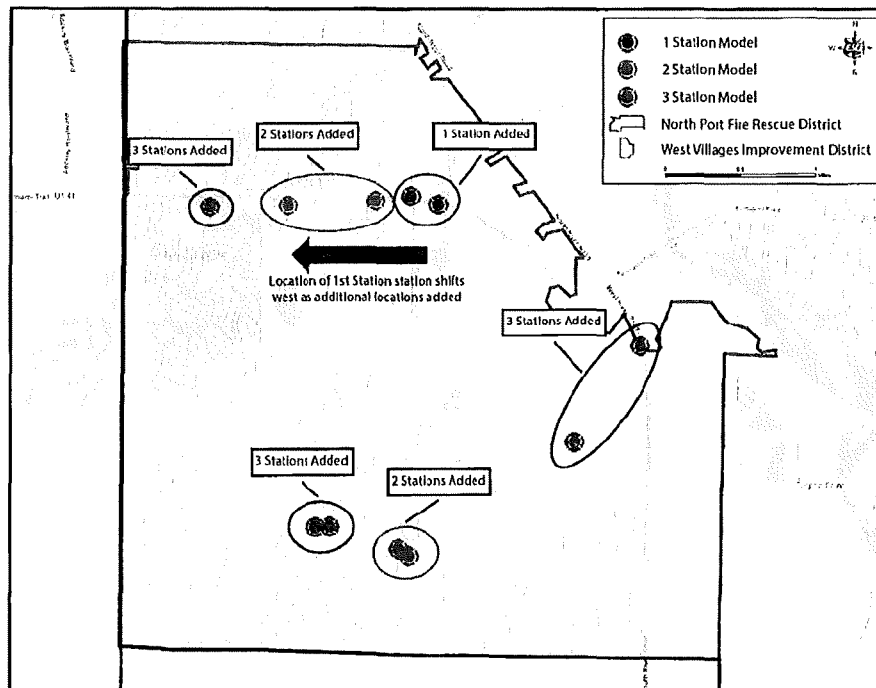 1 Station Model
2 Station Model
3 Station Model
North Port Fire Rescue District
West Villages Improvement District
N
W
S
2 Stations Added
1 Station Added
3 Stations Added
Location of 1st Station station shifts
west as additional locations added
3 Stations Added
3 Stations Added
2 Stations Added